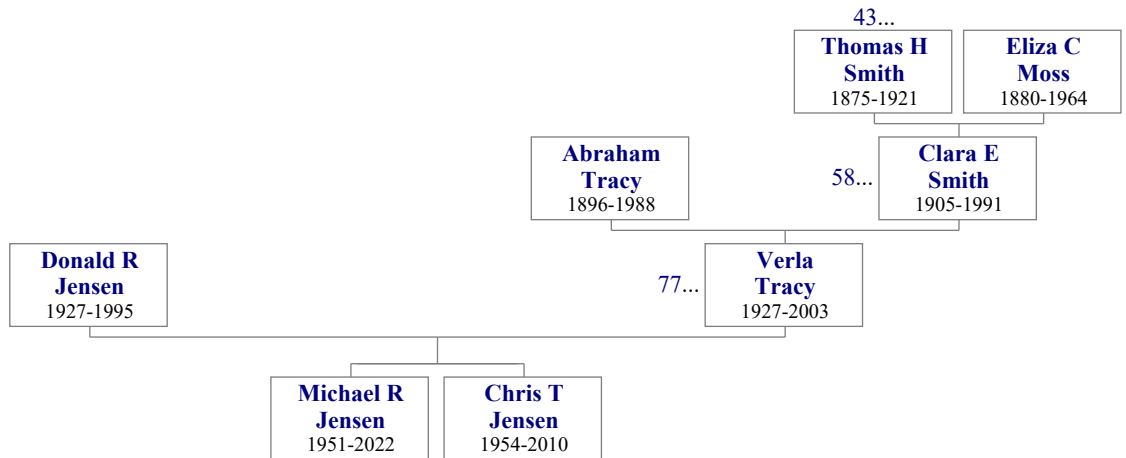 43...
Thomas H
Smith
1875-1921
Eliza C
Moss
1880-1964
Abraham
Tracy
1896-1988
58...
Clara E
Smith
1905-1991
Donald R
Jensen
1927-1995
77...
Verla
Tracy
1927-2003
Michael R
Jensen
1951-2022
Chris T
Jensen
1954-2010